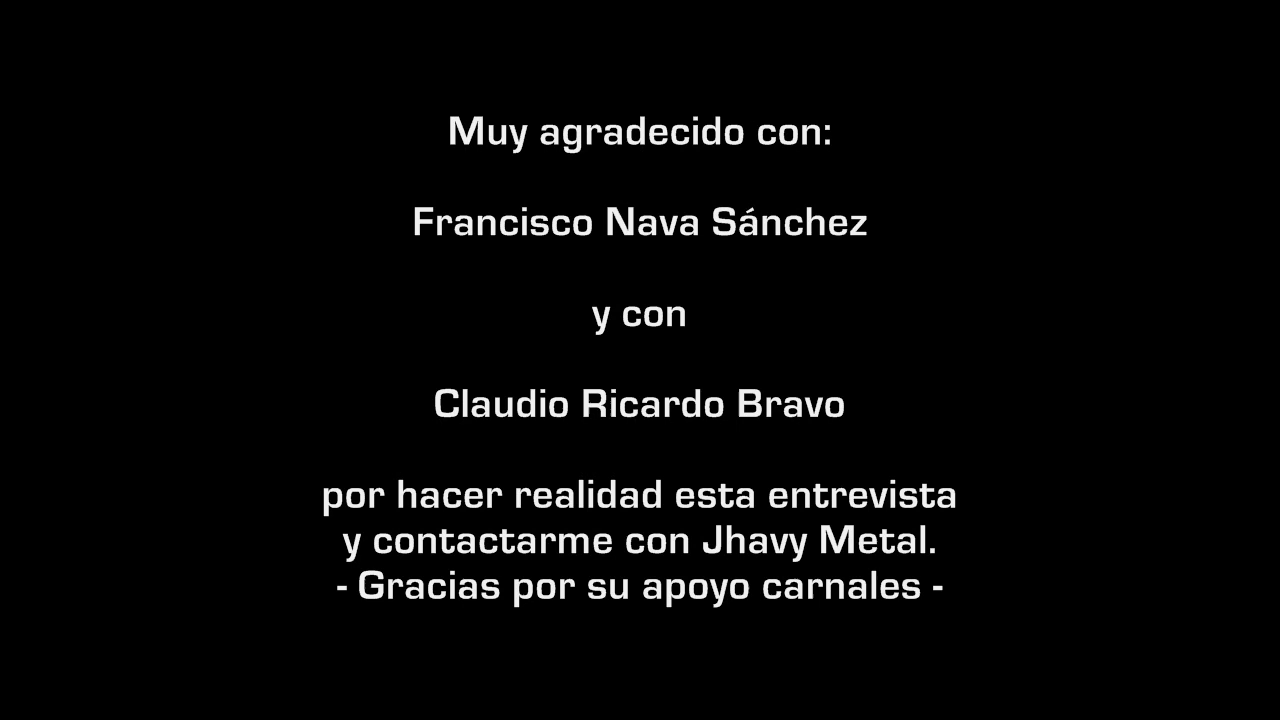 Muy agradecido con:
Francisco Nava Sánchez
y con
Claudio Ricardo Bravo
por hacer realidad esta entrevista
y contactarme con Jhavy Metal.
- Gracias por su apoyo carnales -